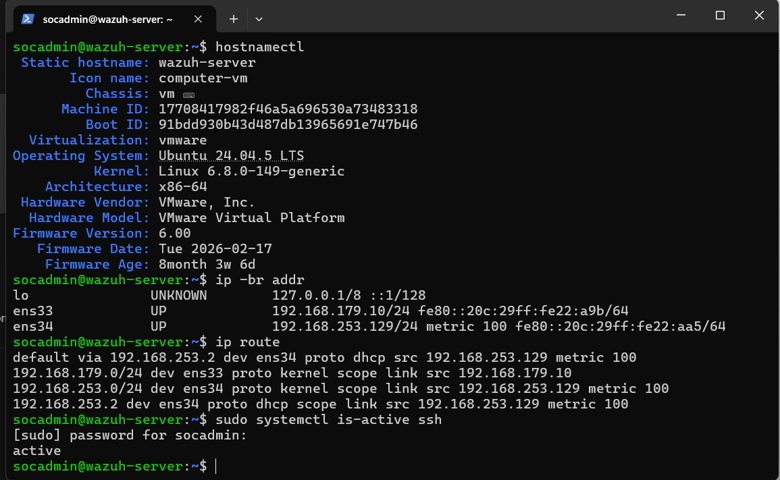 socadmin@wazuh-server: ~
socadmin@wazuh-server:~$ hostnamectl
Static hostname: wazuh-server
Icon name: computer-vm
Chassis: vm 🖴
Machine ID: 17708417982f46a5a696530a73483318
Boot ID: 91bdd930b43d487db13965691e747b46
Virtualization: vmware
Operating System: Ubuntu 24.04.5 LTS
Kernel: Linux 6.8.0-149-generic
Architecture: x86-64
Hardware Vendor: VMware, Inc.
Hardware Model: VMware Virtual Platform
Firmware Version: 6.00
Firmware Date: Tue 2026-02-17
Firmware Age: 8month 3w 6d
socadmin@wazuh-server:~$ ip -br addr
lo UNKNOWN 127.0.0.1/8 ::1/128
ens33 UP 192.168.179.10/24 fe80::20c:29ff:fe22:a9b/64
ens34 UP 192.168.253.129/24 metric 100 fe80::20c:29ff:fe22:aa5/64
socadmin@wazuh-server:~$ ip route
default via 192.168.253.2 dev ens34 proto dhcp src 192.168.253.129 metric 100
192.168.179.0/24 dev ens33 proto kernel scope link src 192.168.179.10
192.168.253.0/24 dev ens34 proto kernel scope link src 192.168.253.129 metric 100
192.168.253.2 dev ens34 proto dhcp scope link src 192.168.253.129 metric 100
socadmin@wazuh-server:~$ sudo systemctl is-active ssh
[sudo] password for socadmin:
active
socadmin@wazuh-server:~$